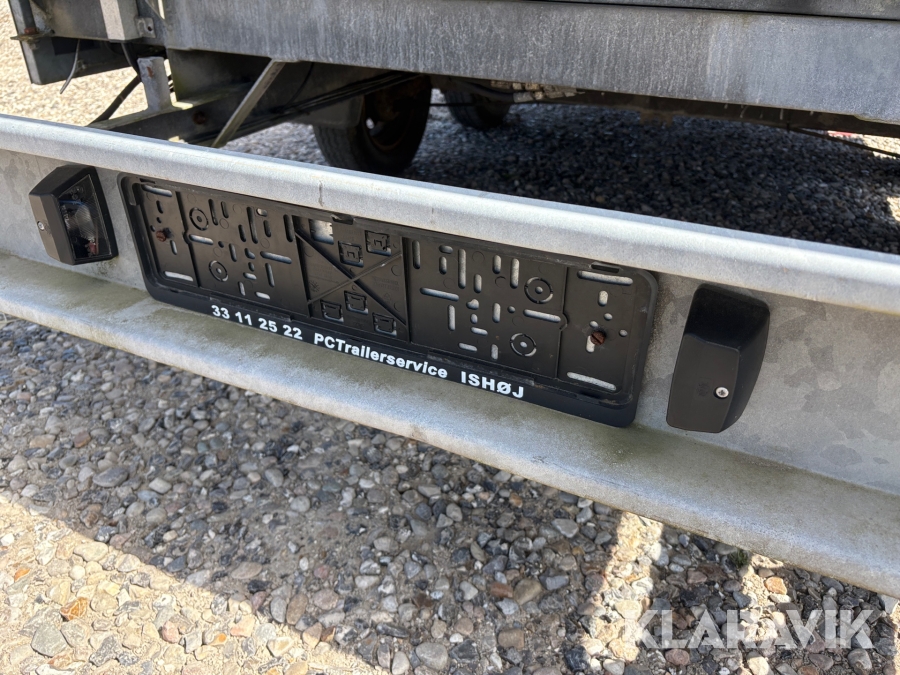 33 11 25 22 PCTrailerservice ISHØJ
KLARAVIK